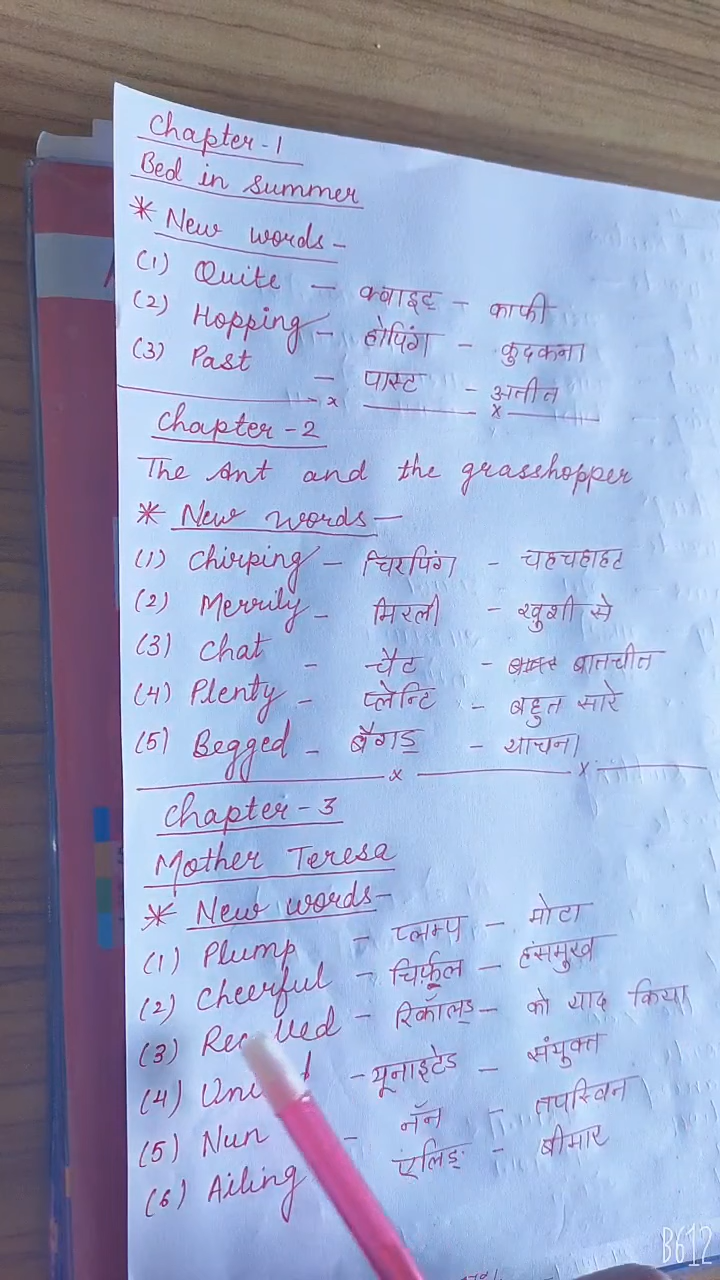 Chapter-1
Bed in summer
* New words-
(1) Quite - क्वाइट - काफी
(2) Hopping - होपिंग - कुदकना
(3) Past - पास्ट - अतीत
x x
Chapter-2
The Ant and the grasshopper
* New words-
(1) Chirping - चिरपिंग - चहचहाहट
(2) Merrily - मिरली - खुशी से
(3) Chat - चैट - बातचीत
(4) Plenty - प्लेन्टि - बहुत सारे
(5) Begged - बैगड् - याचना
x x
Chapter-3
Mother Teresa
* New words-
(1) Plump - प्लम्प - मोटा
(2) Cheerful - चिर्फूल - हंसमुख
(3) - रिकॉल्ड् - को याद किया
(4) - यूनाइटेड - संयुक्त
(5) Nun - नॅन - तपस्विन
(6) Ailing - एलिङ् - बीमार
B612